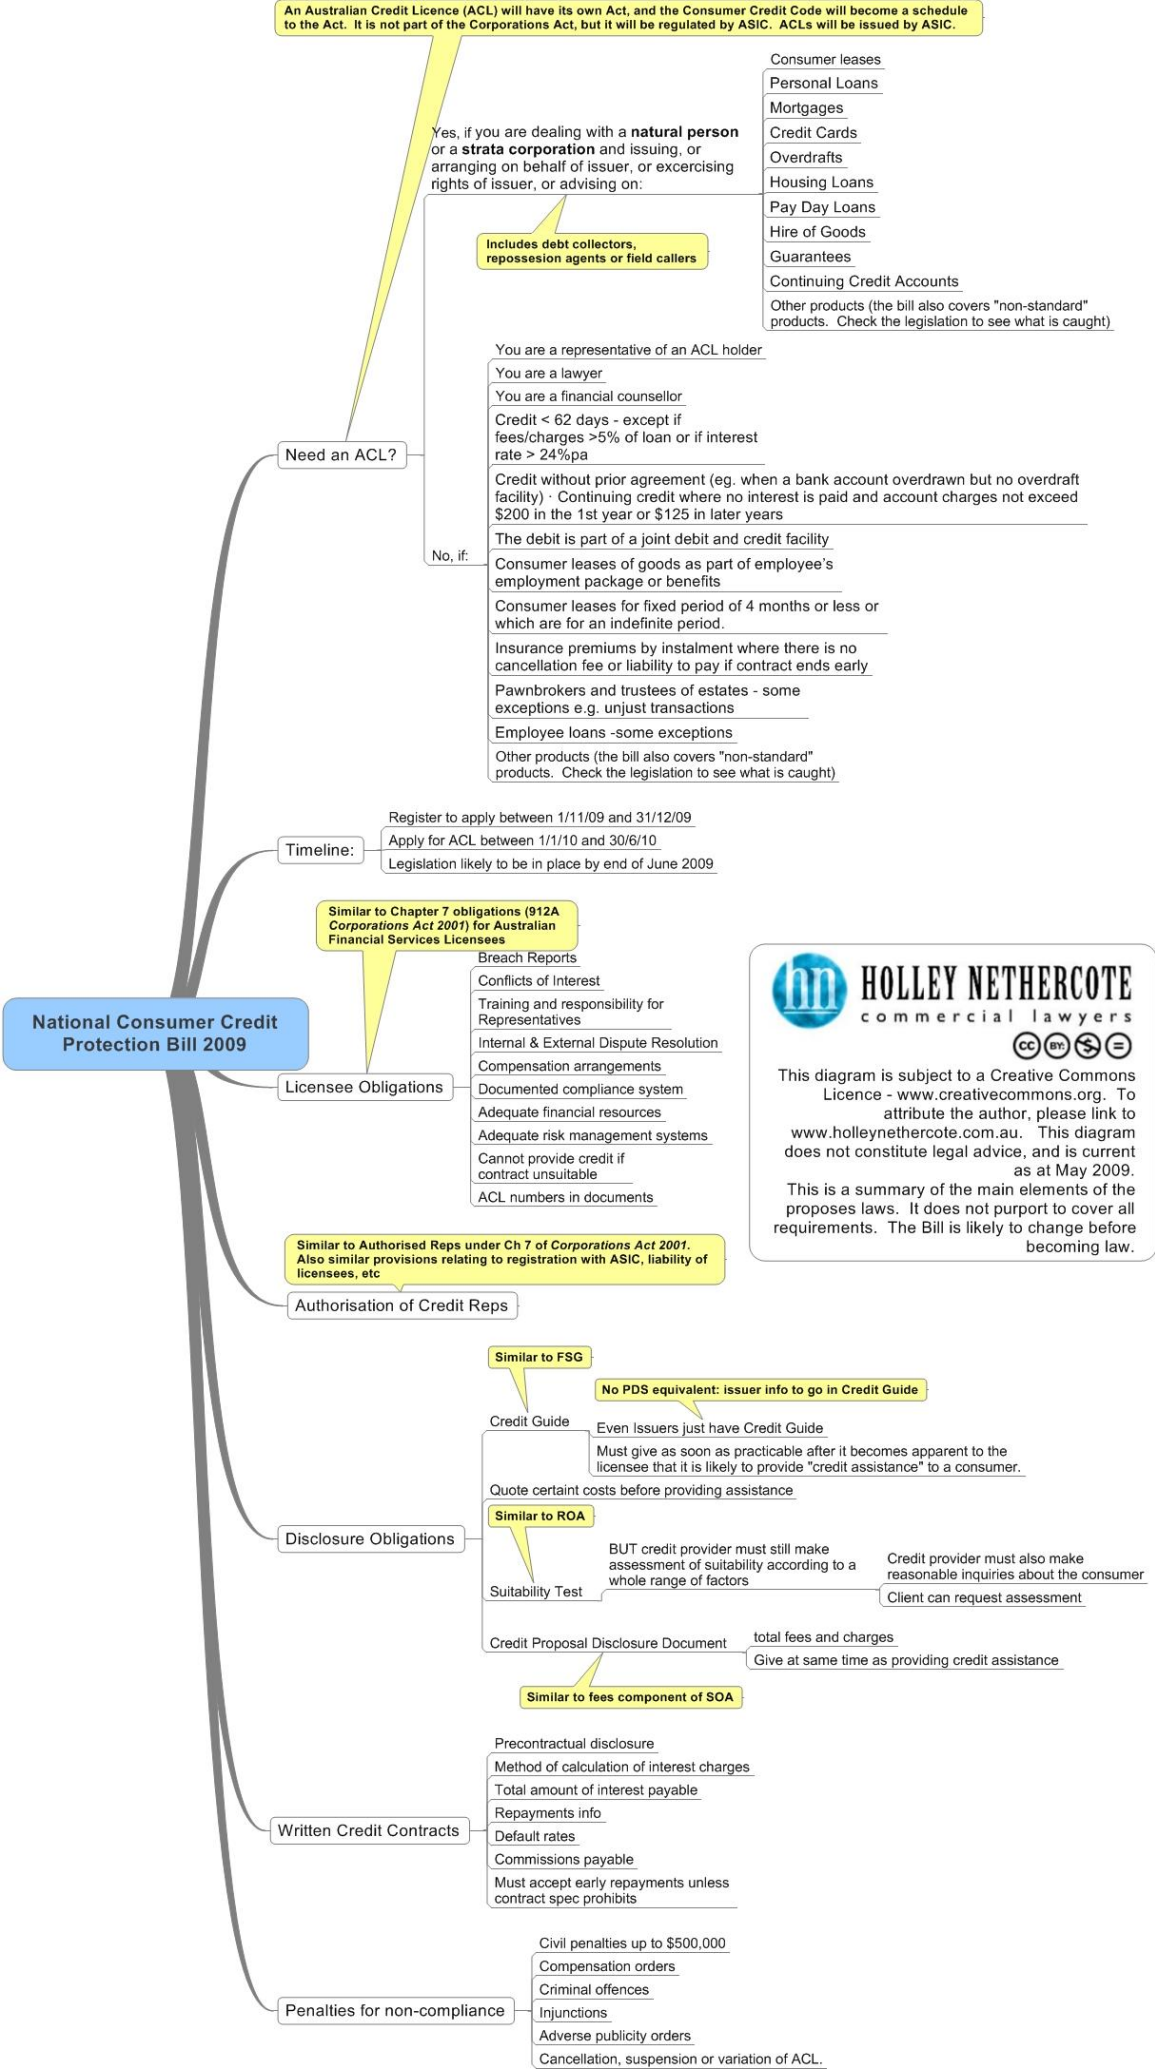 An Australian Credit Licence (ACL) will have its own Act, and the Consumer Credit Code will become a schedule
to the Act. It is not part of the Corporations Act, but it will be regulated by ASIC. ACLs will be issued by ASIC.
Need an ACL?
Yes, if you are dealing with a natural person
or a strata corporation and issuing, or
arranging on behalf of issuer, or excercising
rights of issuer, or advising on:
Includes debt collectors,
repossesion agents or field callers
Consumer leases
Personal Loans
Mortgages
Credit Cards
Overdrafts
Housing Loans
Pay Day Loans
Hire of Goods
Guarantees
Continuing Credit Accounts
Other products (the bill also covers "non-standard"
products. Check the legislation to see what is caught)
No, if:
You are a representative of an ACL holder
You are a lawyer
You are a financial counsellor
Credit < 62 days - except if
fees/charges >5% of loan or if interest
rate > 24%pa
Credit without prior agreement (eg. when a bank account overdrawn but no overdraft
facility) · Continuing credit where no interest is paid and account charges not exceed
$200 in the 1st year or $125 in later years
The debit is part of a joint debit and credit facility
Consumer leases of goods as part of employee's
employment package or benefits
Consumer leases for fixed period of 4 months or less or
which are for an indefinite period.
Insurance premiums by instalment where there is no
cancellation fee or liability to pay if contract ends early
Pawnbrokers and trustees of estates - some
exceptions e.g. unjust transactions
Employee loans -some exceptions
Other products (the bill also covers "non-standard"
products. Check the legislation to see what is caught)
Timeline:
Register to apply between 1/11/09 and 31/12/09
Apply for ACL between 1/1/10 and 30/6/10
Legislation likely to be in place by end of June 2009
National Consumer Credit
Protection Bill 2009
Similar to Chapter 7 obligations (912A
Corporations Act 2001) for Australian
Financial Services Licensees
Licensee Obligations
Breach Reports
Conflicts of Interest
Training and responsibility for
Representatives
Internal & External Dispute Resolution
Compensation arrangements
Documented compliance system
Adequate financial resources
Adequate risk management systems
Cannot provide credit if
contract unsuitable
ACL numbers in documents
hn HOLLEY NETHERCOTE
commercial lawyers
CC BY: $ =
This diagram is subject to a Creative Commons
Licence - www.creativecommons.org. To
attribute the author, please link to
www.holleynethercote.com.au. This diagram
does not constitute legal advice, and is current
as at May 2009.
This is a summary of the main elements of the
proposes laws. It does not purport to cover all
requirements. The Bill is likely to change before
becoming law.
Similar to Authorised Reps under Ch 7 of Corporations Act 2001.
Also similar provisions relating to registration with ASIC, liability of
licensees, etc
Authorisation of Credit Reps
Disclosure Obligations
Similar to FSG
No PDS equivalent: issuer info to go in Credit Guide
Credit Guide
Even Issuers just have Credit Guide
Must give as soon as practicable after it becomes apparent to the
licensee that it is likely to provide "credit assistance" to a consumer.
Quote certaint costs before providing assistance
Similar to ROA
Suitability Test
BUT credit provider must still make
assessment of suitability according to a
whole range of factors
Credit provider must also make
reasonable inquiries about the consumer
Client can request assessment
Credit Proposal Disclosure Document
total fees and charges
Give at same time as providing credit assistance
Similar to fees component of SOA
Written Credit Contracts
Precontractual disclosure
Method of calculation of interest charges
Total amount of interest payable
Repayments info
Default rates
Commissions payable
Must accept early repayments unless
contract spec prohibits
Penalties for non-compliance
Civil penalties up to $500,000
Compensation orders
Criminal offences
Injunctions
Adverse publicity orders
Cancellation, suspension or variation of ACL.